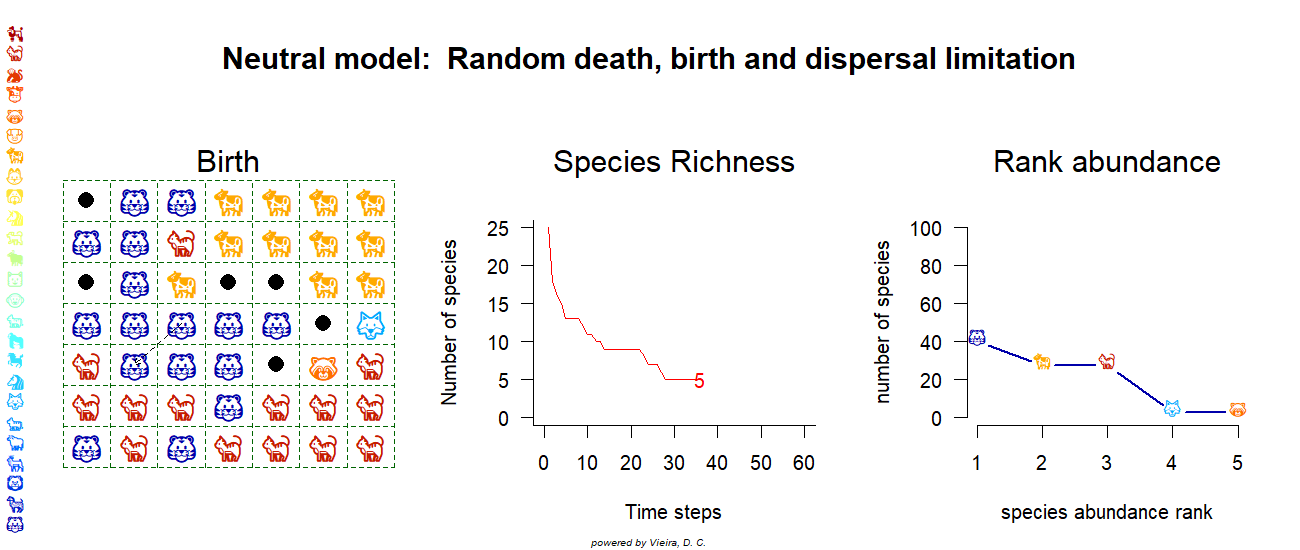 Neutral model:  Random death, birth and dispersal limitation
Birth
Species Richness
Number of species
25
20
15
10
5
0
5
0 10 20 30 40 50 60
Time steps
Rank abundance
number of species
100
80
60
40
20
0
1 2 3 4 5
species abundance rank
powered by Vieira, D. C.